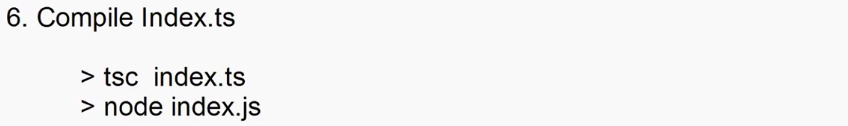 6. Compile Index.ts
> tsc  index.ts
> node index.js